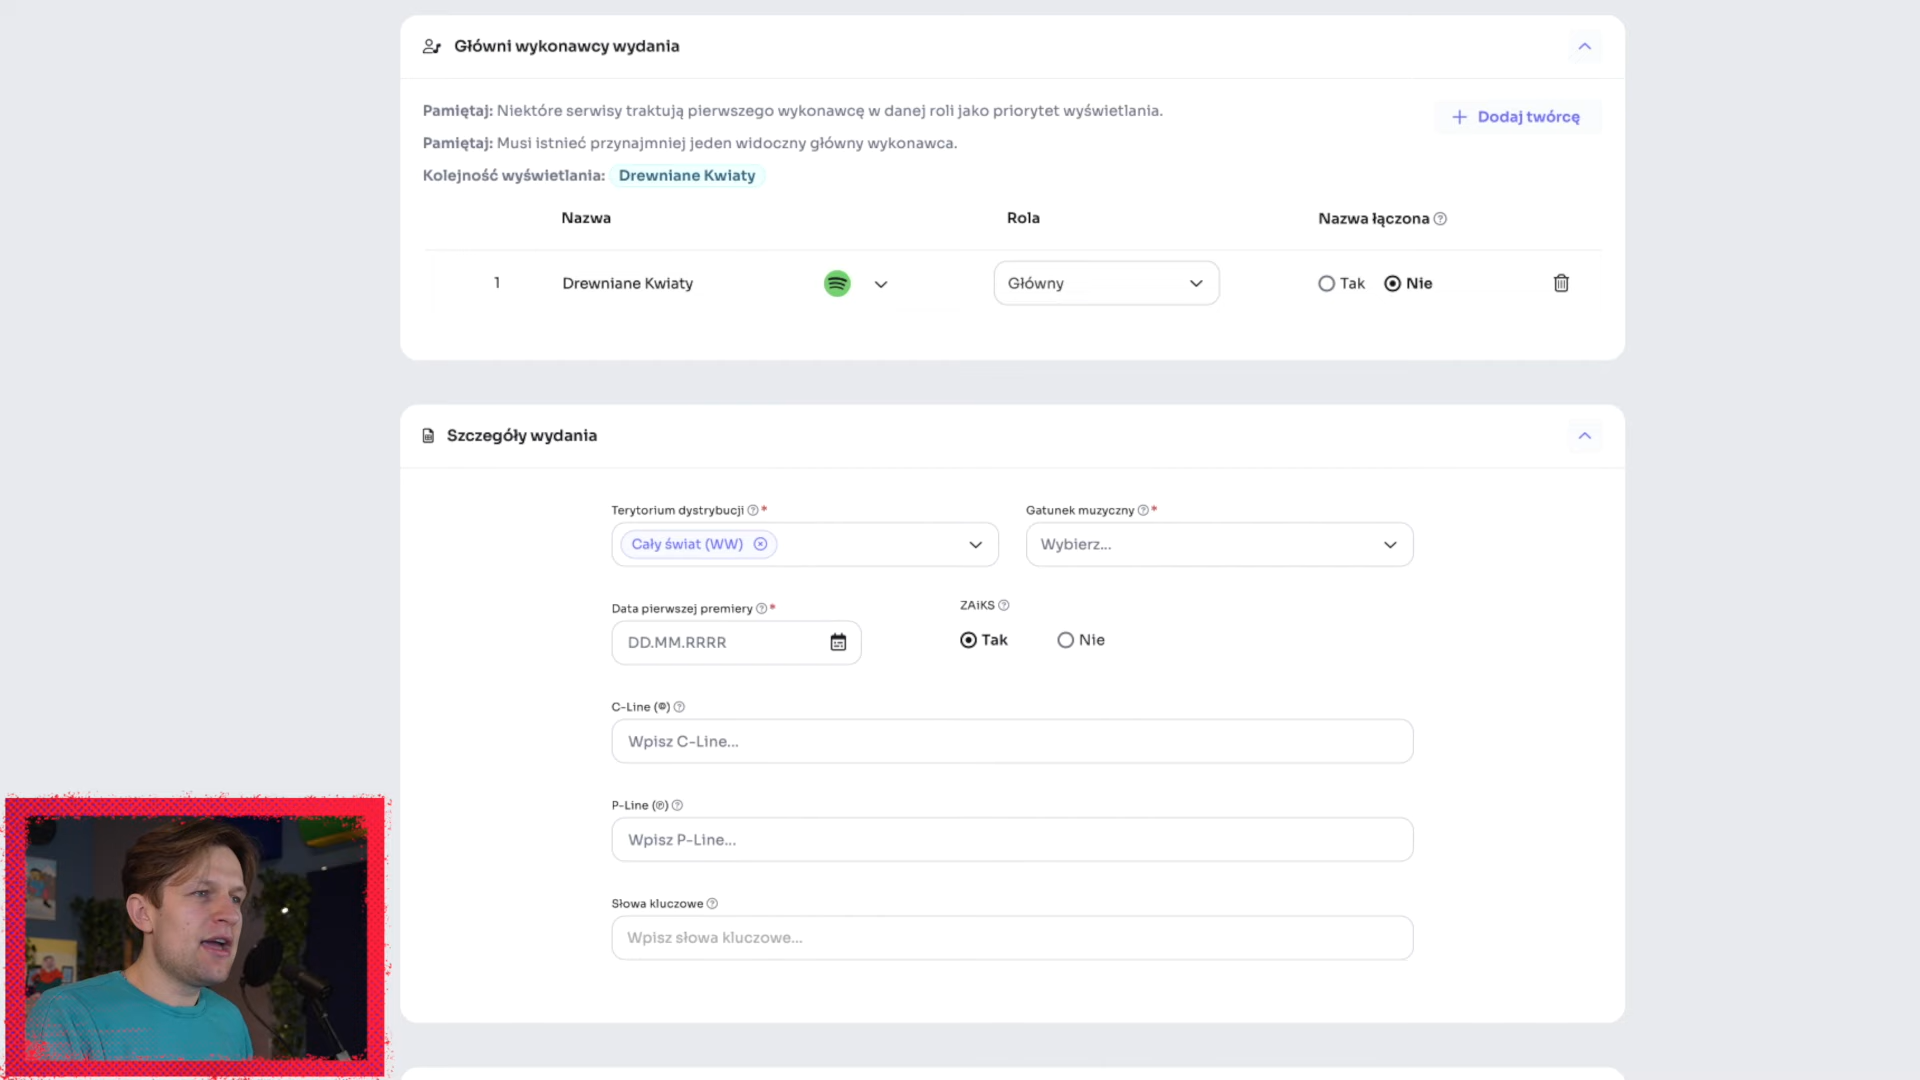 Główni wykonawcy wydania
Pamiętaj: Niektóre serwisy traktują pierwszego wykonawcę w danej roli jako priorytet wyświetlania.
Dodaj twórcę
Pamiętaj: Musi istnieć przynajmniej jeden widoczny główny wykonawca.
Kolejność wyświetlania: Drewniane Kwiaty
Nazwa Rola Nazwa łączona
1 Drewniane Kwiaty Główny Tak Nie
Szczegóły wydania
Terytorium dystrybucji * Gatunek muzyczny *
Cały świat (WW) Wybierz...
Data pierwszej premiery * ZAiKS
DD.MM.RRRR Tak Nie
C-Line (©)
Wpisz C-Line...
P-Line (℗)
Wpisz P-Line...
Słowa kluczowe
Wpisz słowa kluczowe...